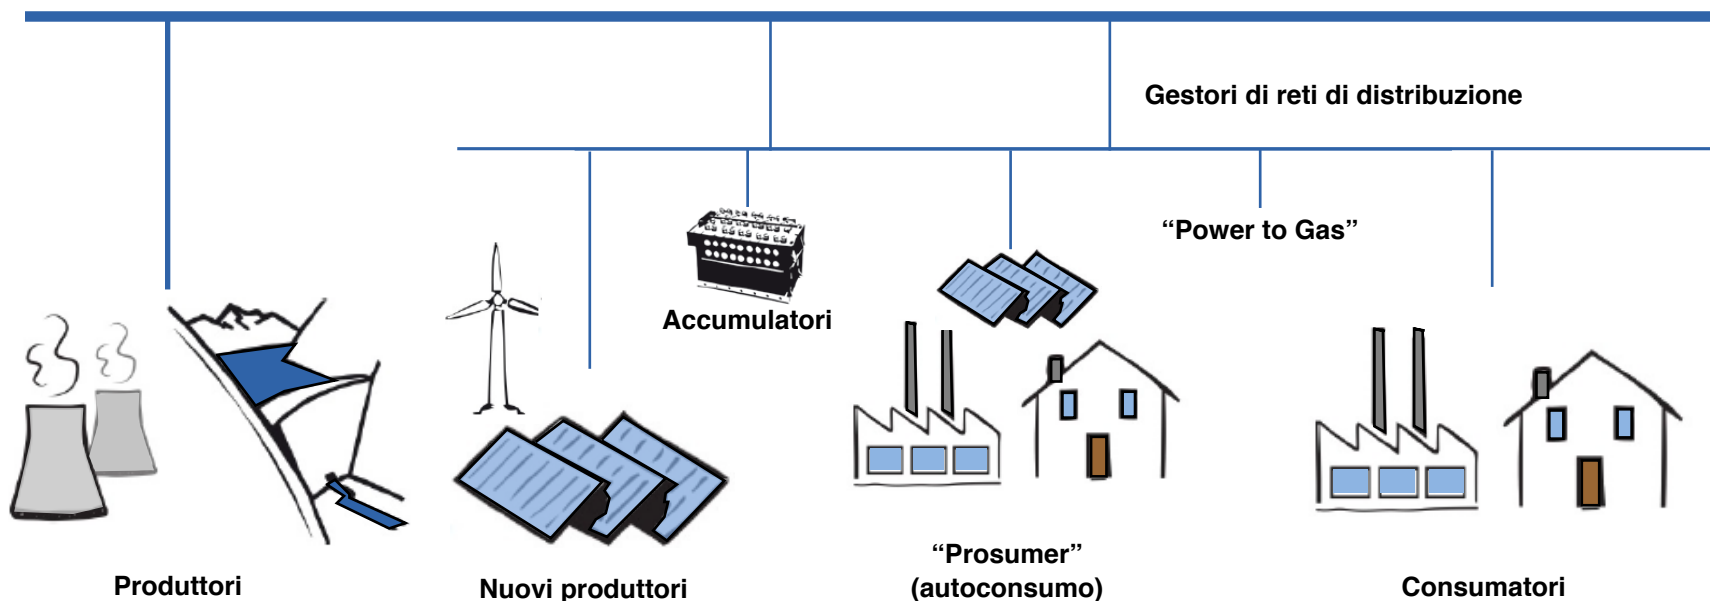 Gestori di reti di distribuzione
“Power to Gas”
Accumulatori
Produttori
Nuovi produttori
“Prosumer”
(autoconsumo)
Consumatori